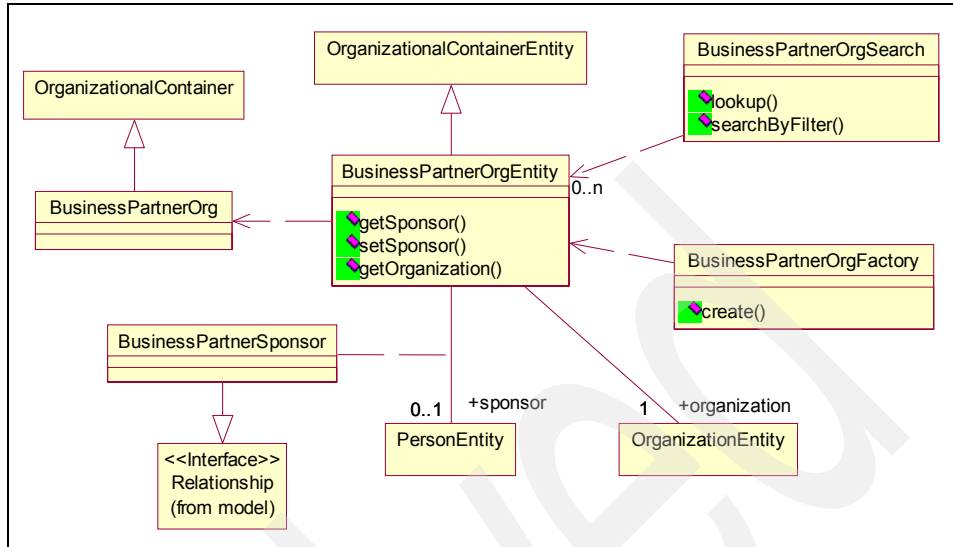 OrganizationalContainerEntity
BusinessPartnerOrgSearch
lookup()
searchByFilter()
OrganizationalContainer
BusinessPartnerOrgEntity
getSponsor()
setSponsor()
getOrganization()
0..n
BusinessPartnerOrg
BusinessPartnerOrgFactory
create()
BusinessPartnerSponsor
0..1
+sponsor
1
+organization
PersonEntity
OrganizationEntity
<<Interface>>
Relationship
(from model)